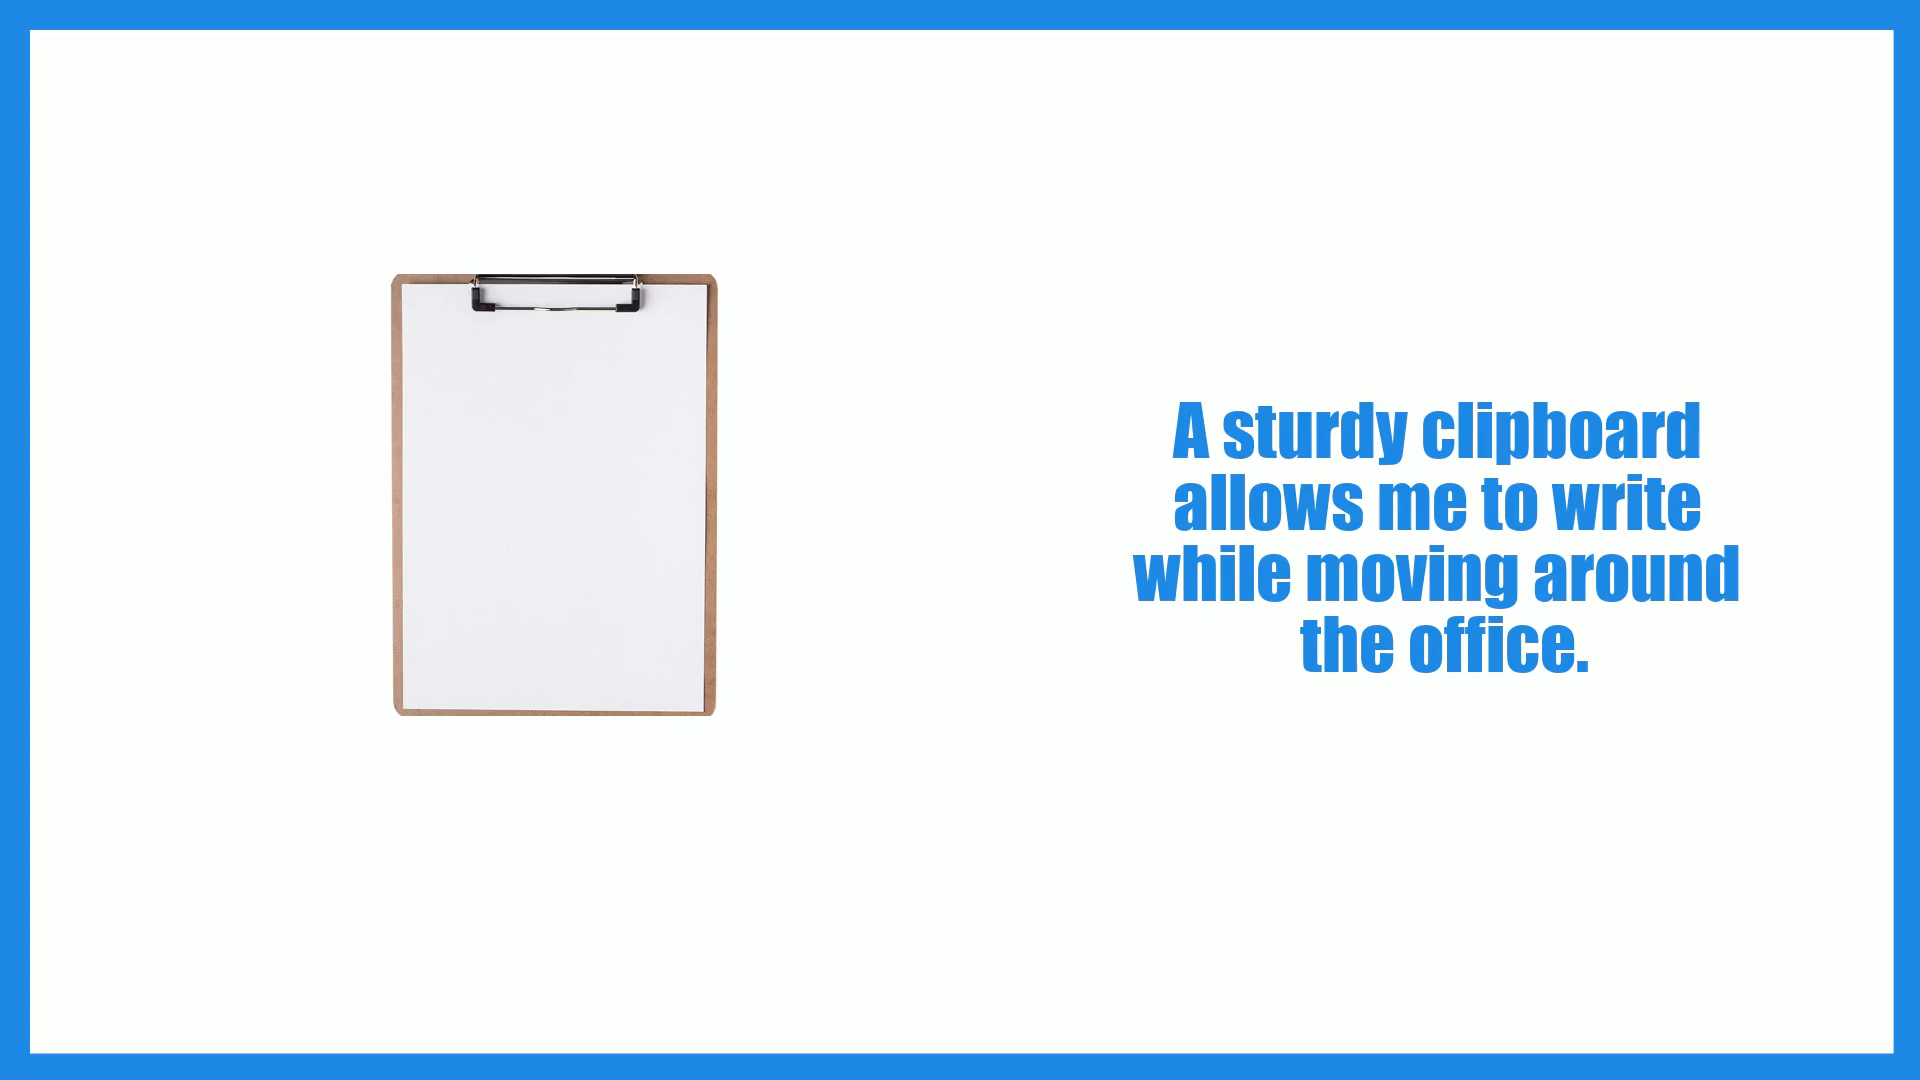 A sturdy clipboard
allows me to write
while moving around
the office.